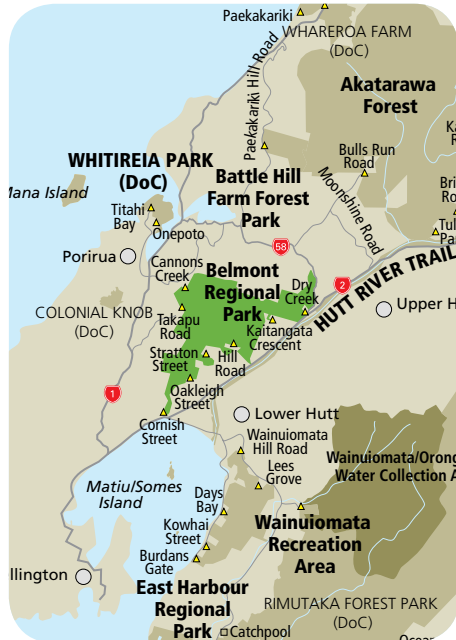 Paekakariki
WHAREROA FARM
(DoC)
Paekakariki Hill Road
Akatarawa
Forest
Bulls Run
Road
WHITIREIA PARK
(DoC)
Battle Hill
Farm Forest
Park
Moonshine Road
Mana Island
Titahi
Bay
Onepoto
58
Porirua
Cannons
Creek
Belmont
Regional
Park
Dry
Creek
2
HUTT RIVER TRAIL
Upper H
COLONIAL KNOB
(DoC)
Takapu
Road
Kaitangata
Crescent
Stratton
Street
Hill
Road
Oakleigh
Street
1
Cornish
Street
Lower Hutt
Wainuiomata
Hill Road
Wainuiomata/Orong
Water Collection A
Lees
Grove
Matiu/Somes
Island
Days
Bay
Kowhai
Street
Burdans
Gate
Wainuiomata
Recreation
Area
llington
East Harbour
Regional
Park
RIMUTAKA FOREST PARK
(DoC)
Catchpool